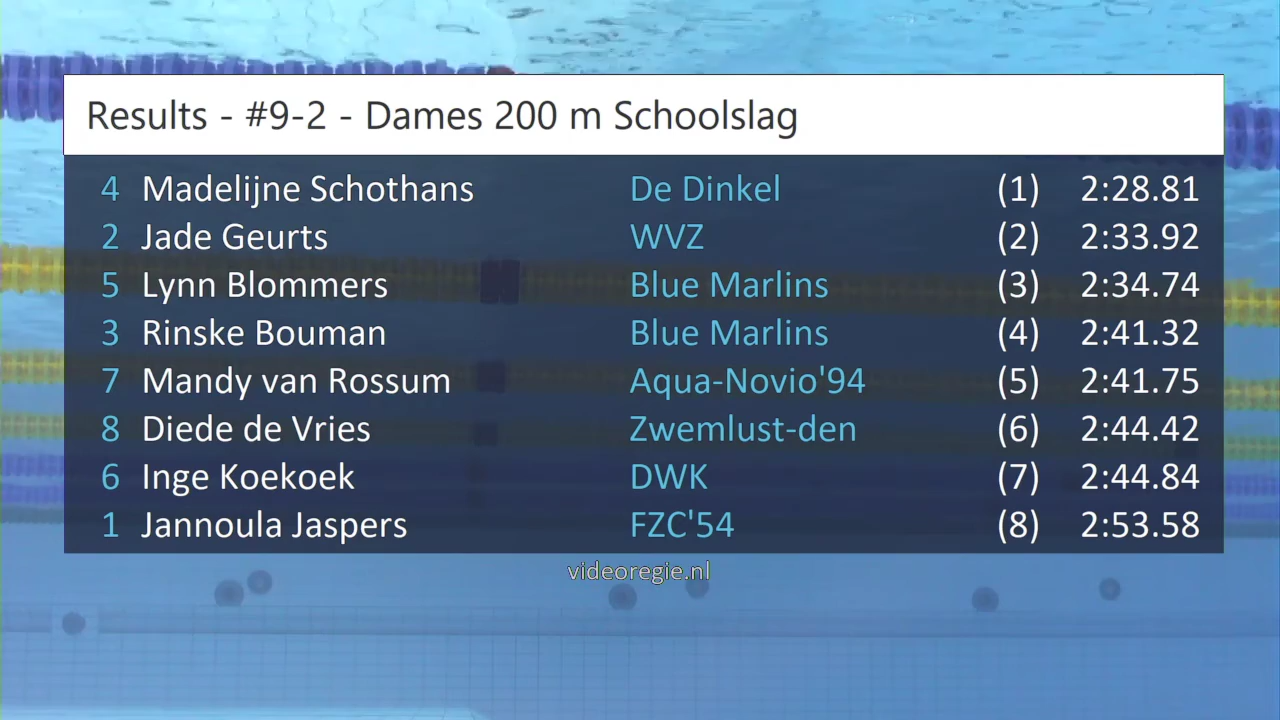 Results - #9-2 - Dames 200 m Schoolslag
4 Madelijne Schothans De Dinkel (1) 2:28.81
2 Jade Geurts WVZ (2) 2:33.92
5 Lynn Blommers Blue Marlins (3) 2:34.74
3 Rinske Bouman Blue Marlins (4) 2:41.32
7 Mandy van Rossum Aqua-Novio'94 (5) 2:41.75
8 Diede de Vries Zwemlust-den (6) 2:44.42
6 Inge Koekoek DWK (7) 2:44.84
1 Jannoula Jaspers FZC'54 (8) 2:53.58
videoregie.nl